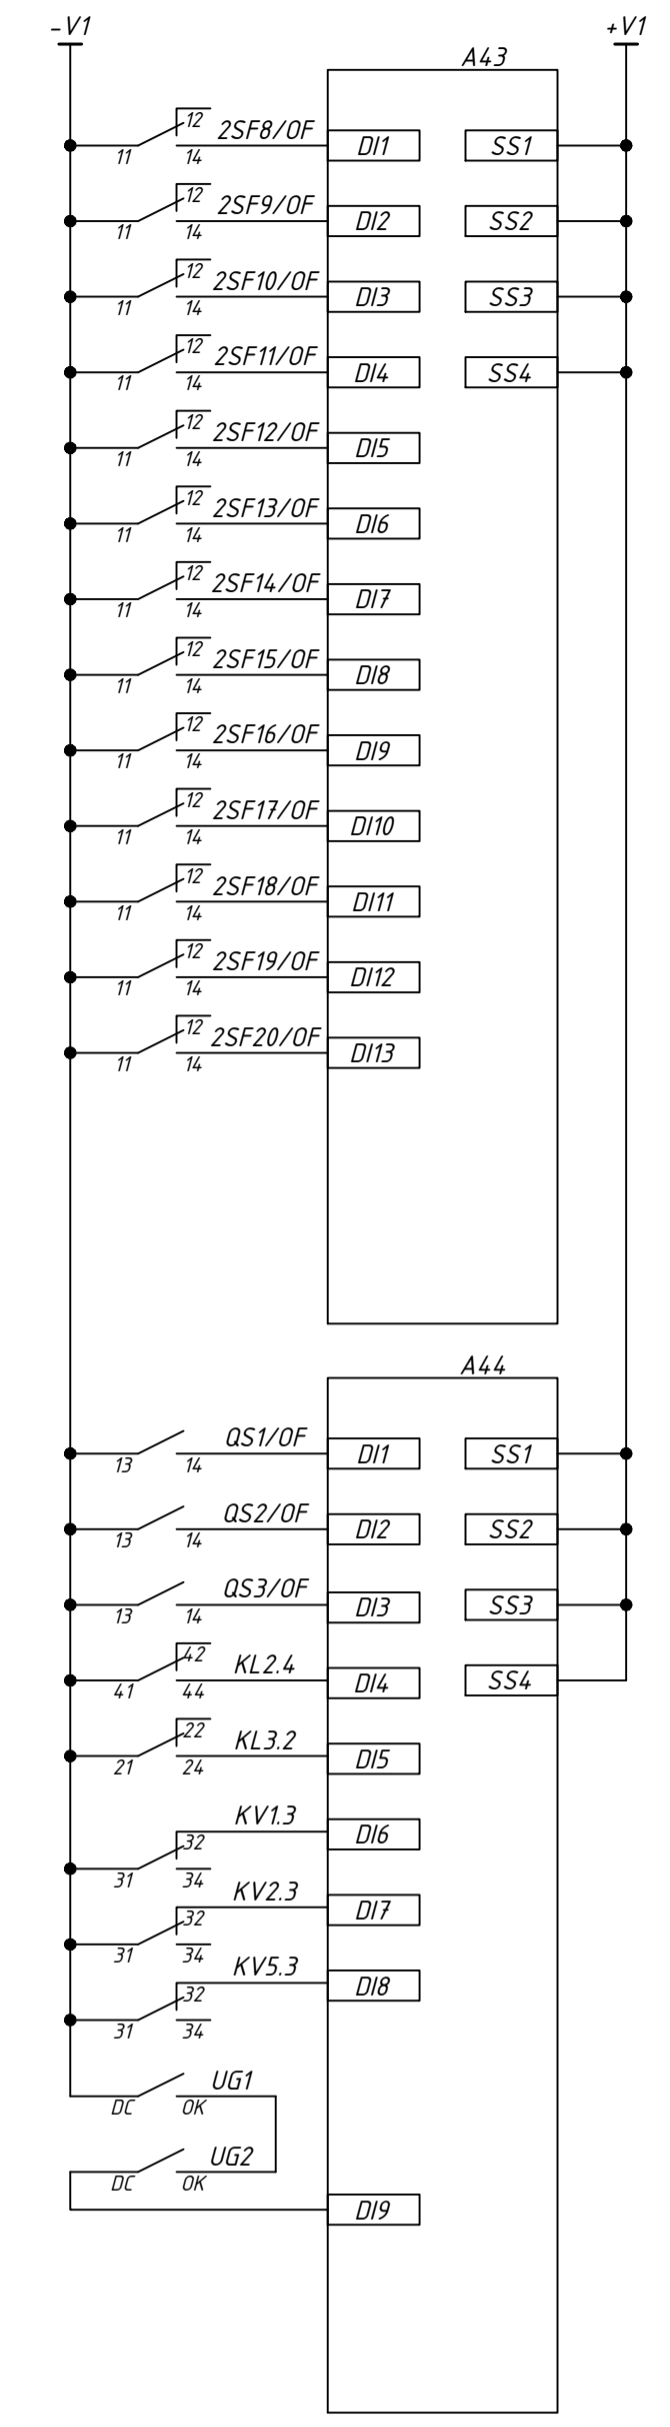 -V1
+V1
A43
12
2SF8/OF
11
14
DI1
SS1
12
2SF9/OF
11
14
DI2
SS2
12
2SF10/OF
11
14
DI3
SS3
12
2SF11/OF
11
14
DI4
SS4
12
2SF12/OF
11
14
DI5
12
2SF13/OF
11
14
DI6
12
2SF14/OF
11
14
DI7
12
2SF15/OF
11
14
DI8
12
2SF16/OF
11
14
DI9
12
2SF17/OF
11
14
DI10
12
2SF18/OF
11
14
DI11
12
2SF19/OF
11
14
DI12
12
2SF20/OF
11
14
DI13
A44
QS1/OF
13
14
DI1
SS1
QS2/OF
13
14
DI2
SS2
QS3/OF
13
14
DI3
SS3
42
KL2.4
41
44
DI4
SS4
22
KL3.2
21
24
DI5
KV1.3
32
31
34
DI6
KV2.3
32
31
34
DI7
KV5.3
32
31
34
DI8
UG1
DC
OK
UG2
DC
OK
DI9